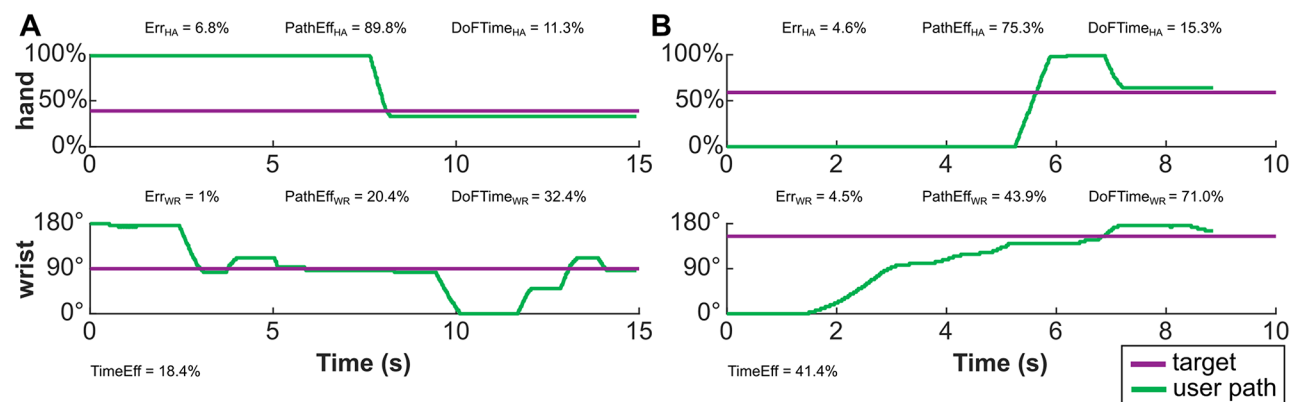 A
Err_HA = 6.8% PathEff_HA = 89.8% DoFTime_HA = 11.3%
hand
100%
50%
0%
0 5 10 15
Err_WR = 1% PathEff_WR = 20.4% DoFTime_WR = 32.4%
wrist
180°
90°
0°
0 5 10 15
Time (s)
TimeEff = 18.4%
B
Err_HA = 4.6% PathEff_HA = 75.3% DoFTime_HA = 15.3%
100%
50%
0%
0 2 4 6 8 10
Err_WR = 4.5% PathEff_WR = 43.9% DoFTime_WR = 71.0%
180°
90°
0°
0 2 4 6 8 10
Time (s)
TimeEff = 41.4%
target
user path